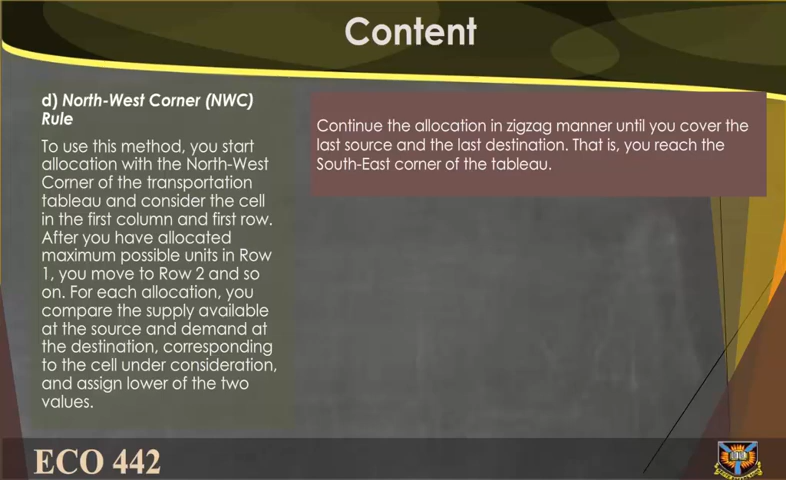 Content
d) North-West Corner (NWC)
Rule
To use this method, you start
allocation with the North-West
Corner of the transportation
tableau and consider the cell
in the first column and first row.
After you have allocated
maximum possible units in Row
1, you move to Row 2 and so
on. For each allocation, you
compare the supply available
at the source and demand at
the destination, corresponding
to the cell under consideration,
and assign lower of the two
values.
Continue the allocation in zigzag manner until you cover the
last source and the last destination. That is, you reach the
South-East corner of the tableau.
ECO 442